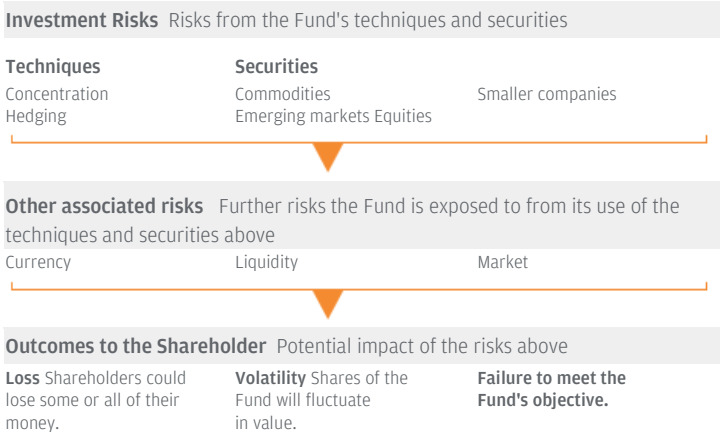 Investment Risks Risks from the Fund's techniques and securities
Techniques Securities
Concentration Commodities Smaller companies
Hedging Emerging markets Equities
Other associated risks Further risks the Fund is exposed to from its use of the
techniques and securities above
Currency Liquidity Market
Outcomes to the Shareholder Potential impact of the risks above
Loss Shareholders could
lose some or all of their
money.
Volatility Shares of the
Fund will fluctuate
in value.
Failure to meet the
Fund's objective.